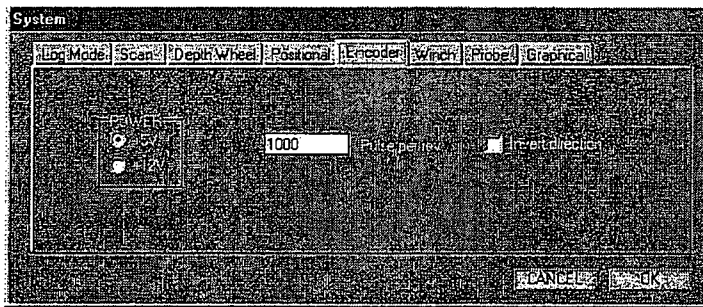 System
Log Mode Scan Depth Wheel Positional Encoder Winch Probe Graphical
POWER
+5V
1000 Pulse per rev Invert direction
+12V
CANCEL OK